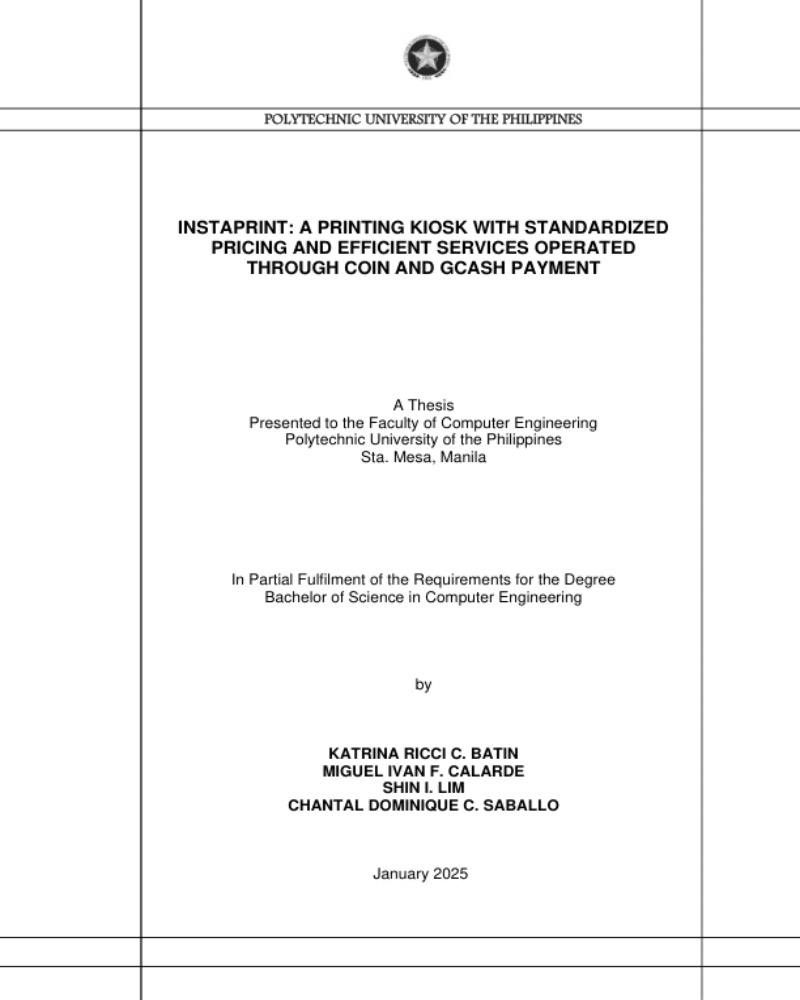 POLYTECHNIC UNIVERSITY OF THE PHILIPPINES
INSTAPRINT: A PRINTING KIOSK WITH STANDARDIZED
PRICING AND EFFICIENT SERVICES OPERATED
THROUGH COIN AND GCASH PAYMENT
A Thesis
Presented to the Faculty of Computer Engineering
Polytechnic University of the Philippines
Sta. Mesa, Manila
In Partial Fulfilment of the Requirements for the Degree
Bachelor of Science in Computer Engineering
by
KATRINA RICCI C. BATIN
MIGUEL IVAN F. CALARDE
SHIN I. LIM
CHANTAL DOMINIQUE C. SABALLO
January 2025